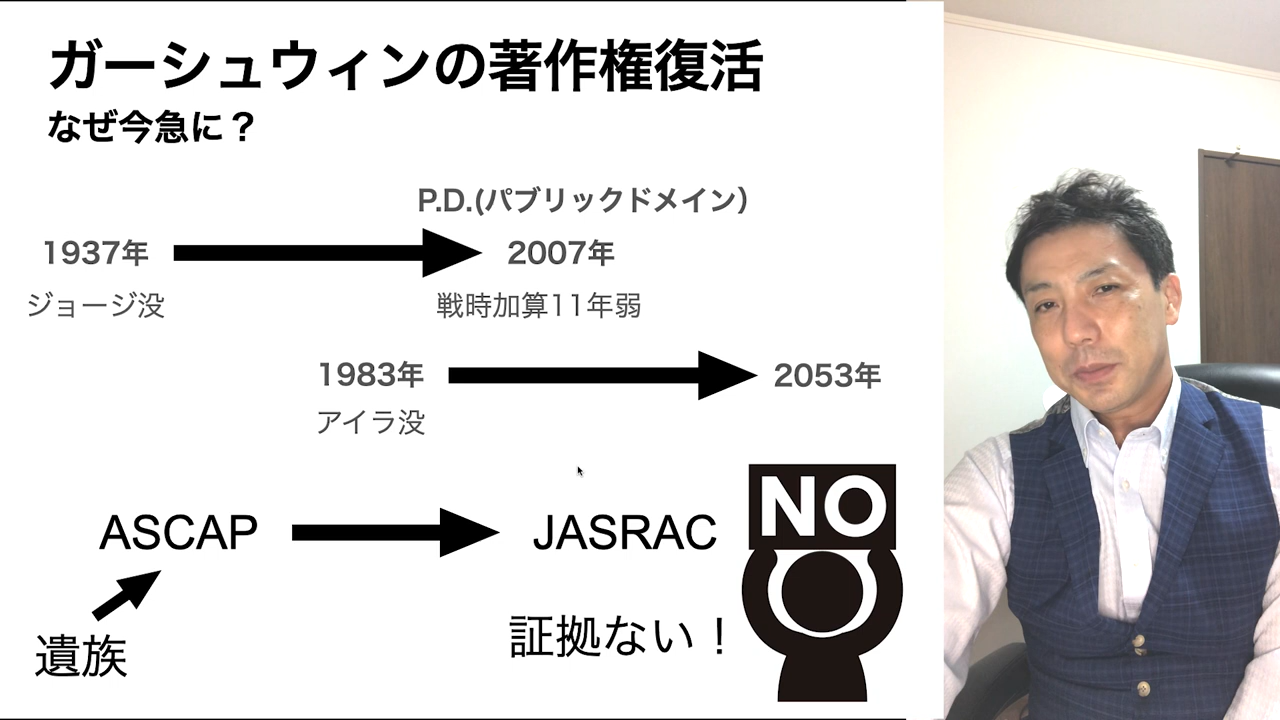 ガーシュウィンの著作権復活
なぜ今急に？
P.D.(パブリックドメイン）
1937年
2007年
ジョージ没
戦時加算11年弱
1983年
2053年
アイラ没
ASCAP
JASRAC
NO
証拠ない！
遺族